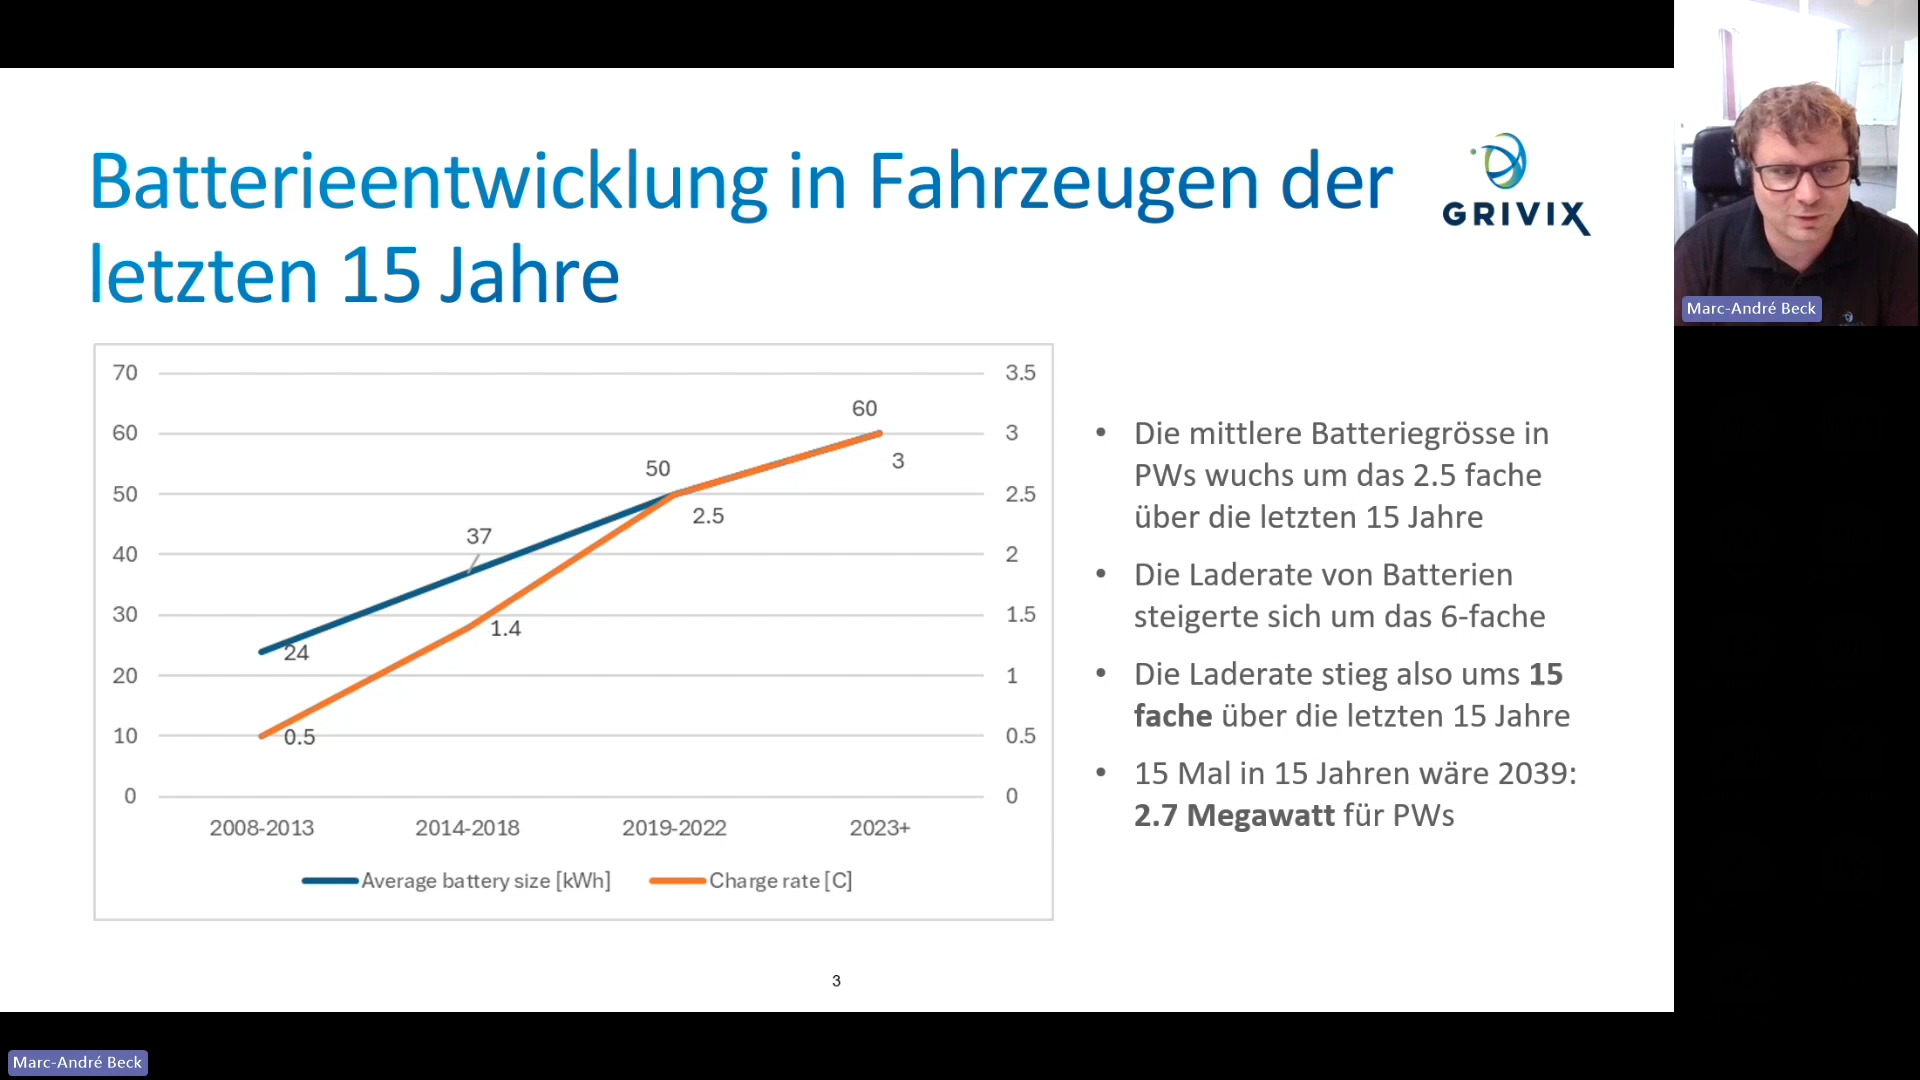 Batterieentwicklung in Fahrzeugen der
letzten 15 Jahre
GRIVIX
Marc-André Beck
70
60
50
40
30
20
10
0
3.5
3
2.5
2
1.5
1
0.5
0
24
37
50
60
0.5
1.4
2.5
3
2008-2013
2014-2018
2019-2022
2023+
Average battery size [kWh]
Charge rate [C]
• Die mittlere Batteriegrösse in
PWs wuchs um das 2.5 fache
über die letzten 15 Jahre
• Die Laderate von Batterien
steigerte sich um das 6-fache
• Die Laderate stieg also ums 15
fache über die letzten 15 Jahre
• 15 Mal in 15 Jahren wäre 2039:
2.7 Megawatt für PWs
3
Marc-André Beck